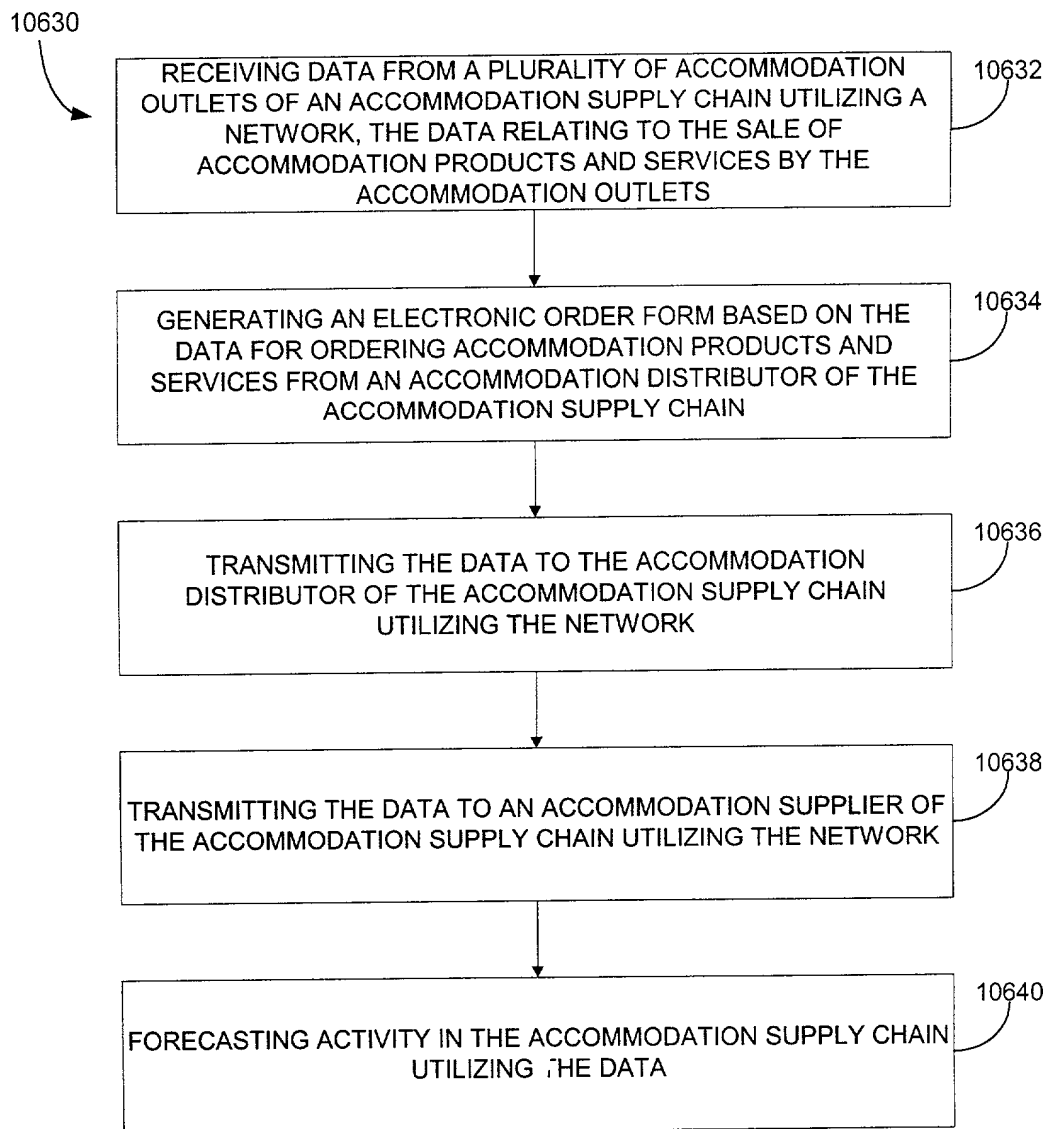 10630
RECEIVING DATA FROM A PLURALITY OF ACCOMMODATION
OUTLETS OF AN ACCOMMODATION SUPPLY CHAIN UTILIZING A
NETWORK, THE DATA RELATING TO THE SALE OF
ACCOMMODATION PRODUCTS AND SERVICES BY THE
ACCOMMODATION OUTLETS
10632
GENERATING AN ELECTRONIC ORDER FORM BASED ON THE
DATA FOR ORDERING ACCOMMODATION PRODUCTS AND
SERVICES FROM AN ACCOMMODATION DISTRIBUTOR OF THE
ACCOMMODATION SUPPLY CHAIN
10634
TRANSMITTING THE DATA TO THE ACCOMMODATION
DISTRIBUTOR OF THE ACCOMMODATION SUPPLY CHAIN
UTILIZING THE NETWORK
10636
TRANSMITTING THE DATA TO AN ACCOMMODATION SUPPLIER OF
THE ACCOMMODATION SUPPLY CHAIN UTILIZING THE NETWORK
10638
FORECASTING ACTIVITY IN THE ACCOMMODATION SUPPLY CHAIN
UTILIZING THE DATA
10640